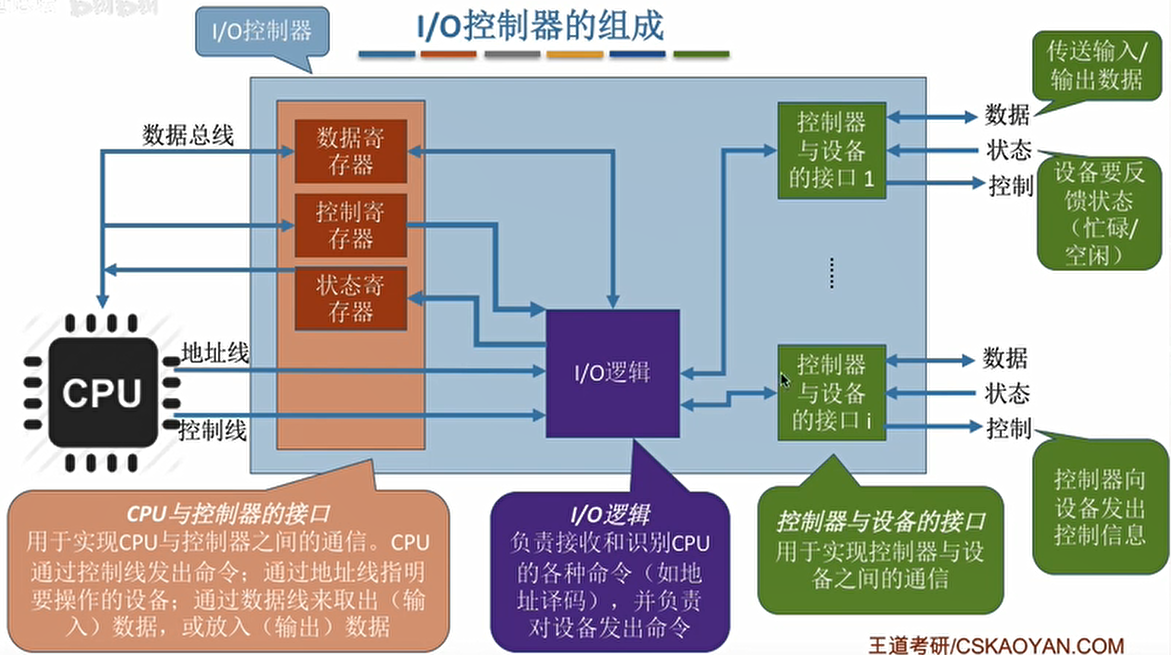 I/O控制器的组成
I/O控制器
传送输入/
输出数据
数据总线
数据寄
存器
控制寄
存器
状态寄
存器
控制器
与设备
的接口 1
数据
状态
控制
设备要反
馈状态
（忙碌/
空闲）
CPU
地址线
控制线
I/O逻辑
控制器
与设备
的接口 i
数据
状态
控制
控制器向
设备发出
控制信息
CPU与控制器的接口
用于实现CPU与控制器之间的通信。CPU
通过控制线发出命令；通过地址线指明
要操作的设备；通过数据线来取出（输
入）数据，或放入（输出）数据
I/O逻辑
负责接收和识别CPU
的各种命令（如地
址译码），并负责
对设备发出命令
控制器与设备的接口
用于实现控制器与设
备之间的通信
王道考研/CSKAOYAN.COM